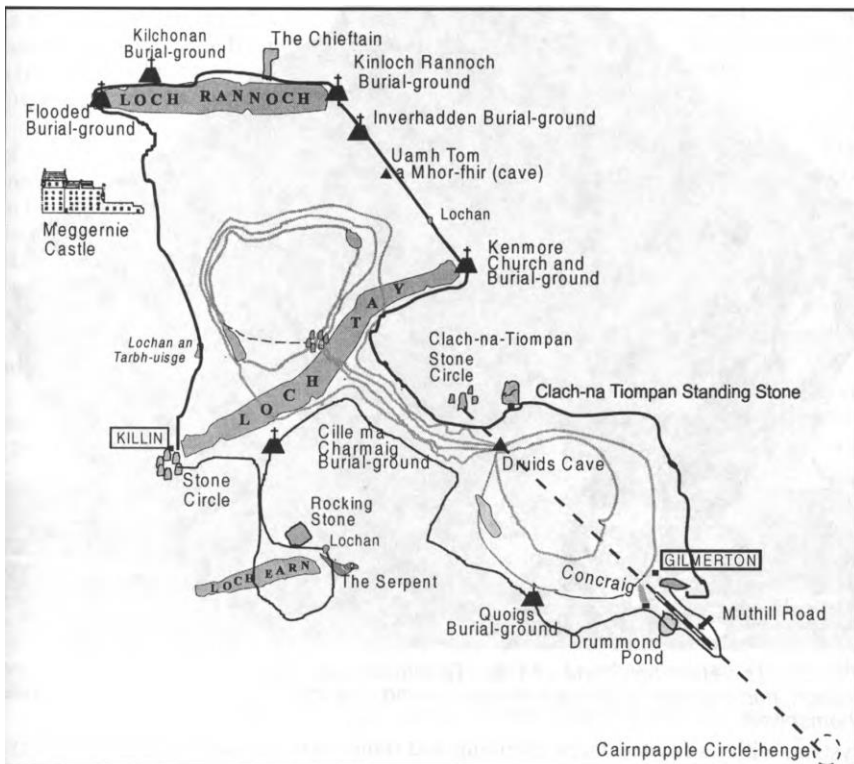 Kilchonan
Burial-ground
The Chieftain
Kinloch Rannoch
Burial-ground
LOCH RANNOCH
Flooded
Burial-ground
Inverhadden Burial-ground
Uamh Tom
a Mhor-fhir (cave)
Lochan
Meggernie
Castle
Kenmore
Church and
Burial-ground
LOCH TAY
Clach-na-Tiompan
Stone
Circle
Clach-na Tiompan Standing Stone
Lochan an
Tarbh-uisge
KILLIN
Stone
Circle
Cille ma
Charmaig
Burial-ground
Druids Cave
Rocking
Stone
Lochan
LOCH EARN
The Serpent
GILMERTON
Concraig
Quoigs
Burial-ground
Muthill Road
Drummond
Pond
Cairnpapple Circle-henge